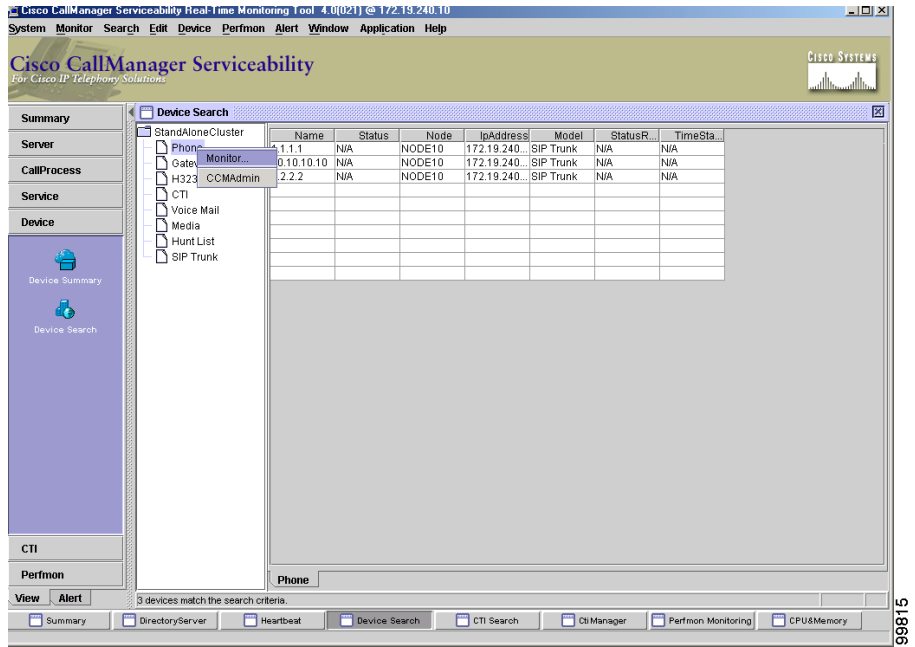 Cisco CallManager Serviceability Real-Time Monitoring Tool 4.0(021) @ 172.19.240.10
System Monitor Search Edit Device Perfmon Alert Window Application Help
Cisco CallManager Serviceability
For Cisco IP Telephony Solutions
CISCO SYSTEMS
Summary
Server
CallProcess
Service
Device
Device Summary
Device Search
CTI
Perfmon
View Alert
Device Search
StandAloneCluster
Phone
H323
CTI
Voice Mail
Media
Hunt List
SIP Trunk
Monitor...
CCMAdmin
Name Status Node IpAddress Model StatusR... TimeSta...
.1.1.1 N/A NODE10 172.19.240... SIP Trunk N/A N/A
0.10.10.10 N/A NODE10 172.19.240... SIP Trunk N/A N/A
.2.2.2 N/A NODE10 172.19.240... SIP Trunk N/A N/A
Phone
3 devices match the search criteria.
Summary DirectoryServer Heartbeat Device Search CTI Search CtiManager Perfmon Monitoring CPU&Memory
99815